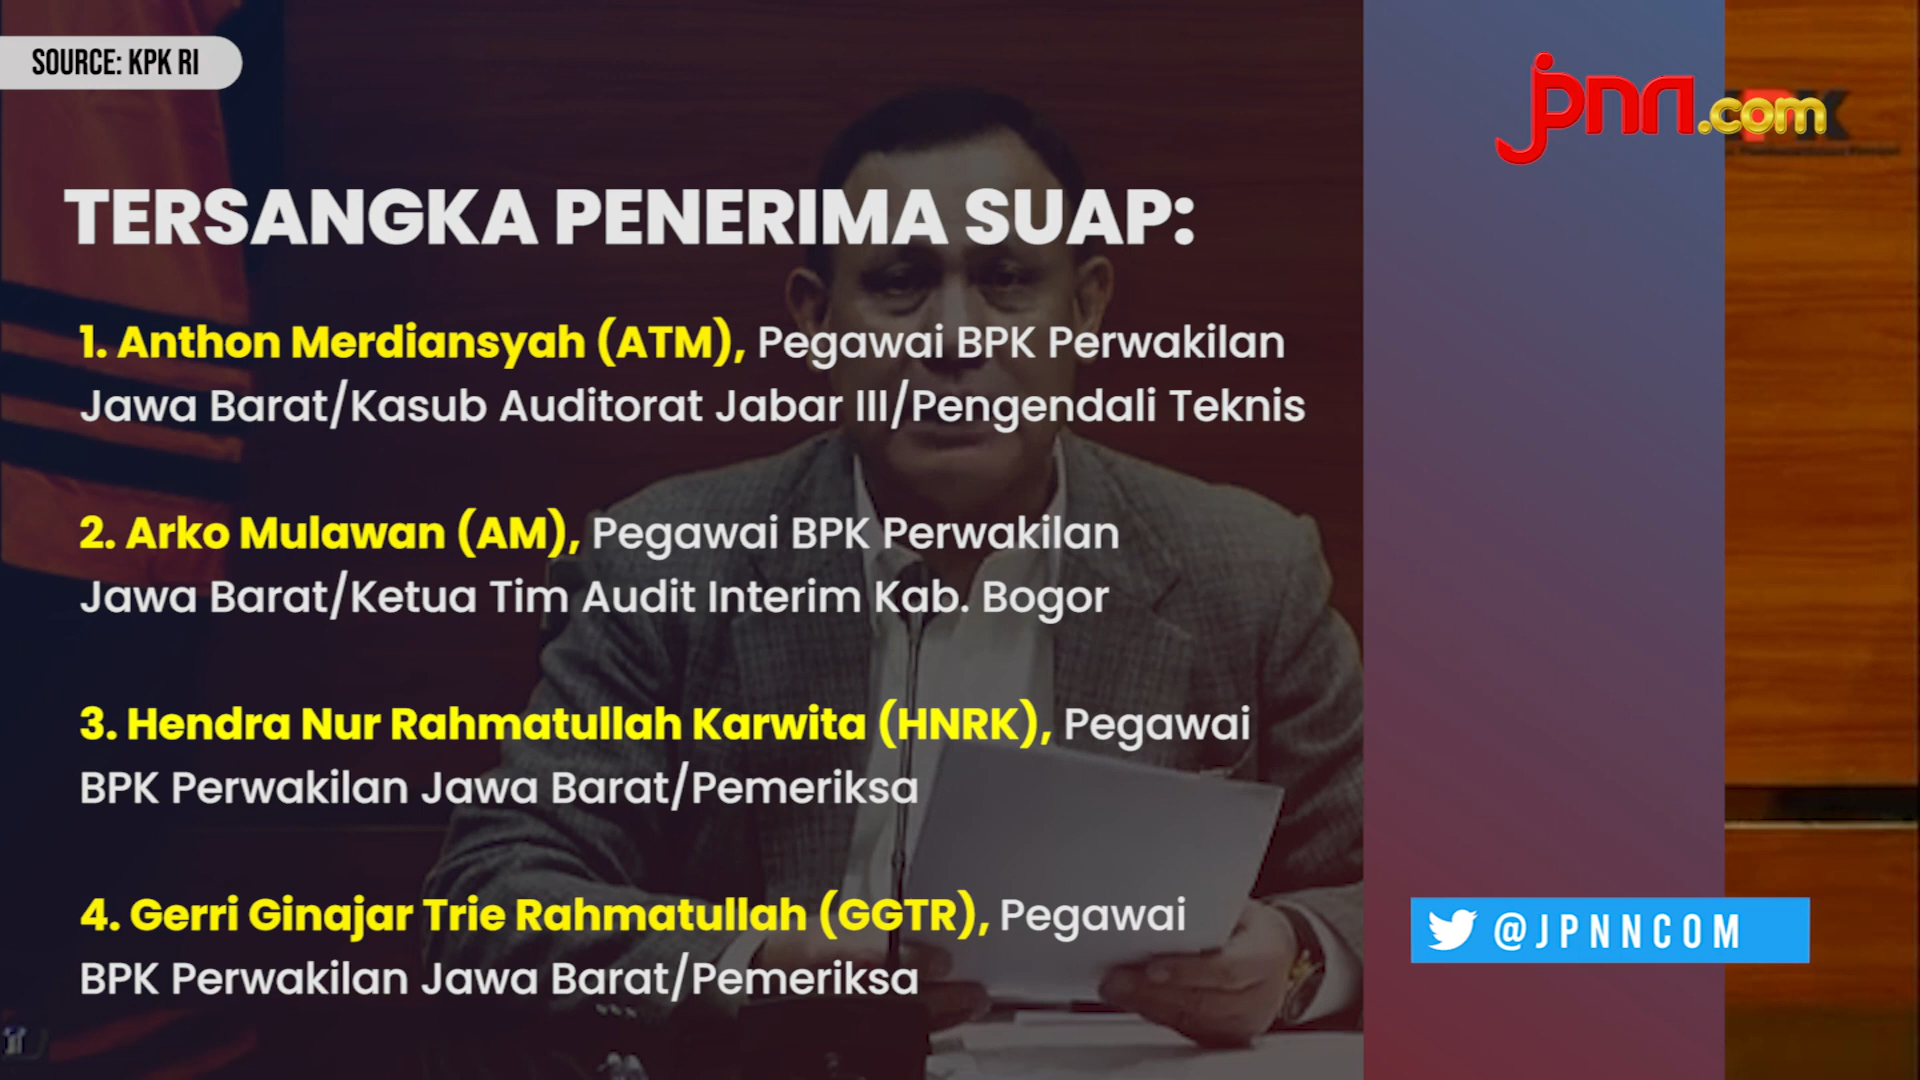 SOURCE: KPK RI
jpnn.com
TERSANGKA PENERIMA SUAP:
1. Anthon Merdiansyah (ATM), Pegawai BPK Perwakilan
Jawa Barat/Kasub Auditorat Jabar III/Pengendali Teknis
2. Arko Mulawan (AM), Pegawai BPK Perwakilan
Jawa Barat/Ketua Tim Audit Interim Kab. Bogor
3. Hendra Nur Rahmatullah Karwita (HNRK), Pegawai
BPK Perwakilan Jawa Barat/Pemeriksa
4. Gerri Ginajar Trie Rahmatullah (GGTR), Pegawai
BPK Perwakilan Jawa Barat/Pemeriksa
@JPNNCOM